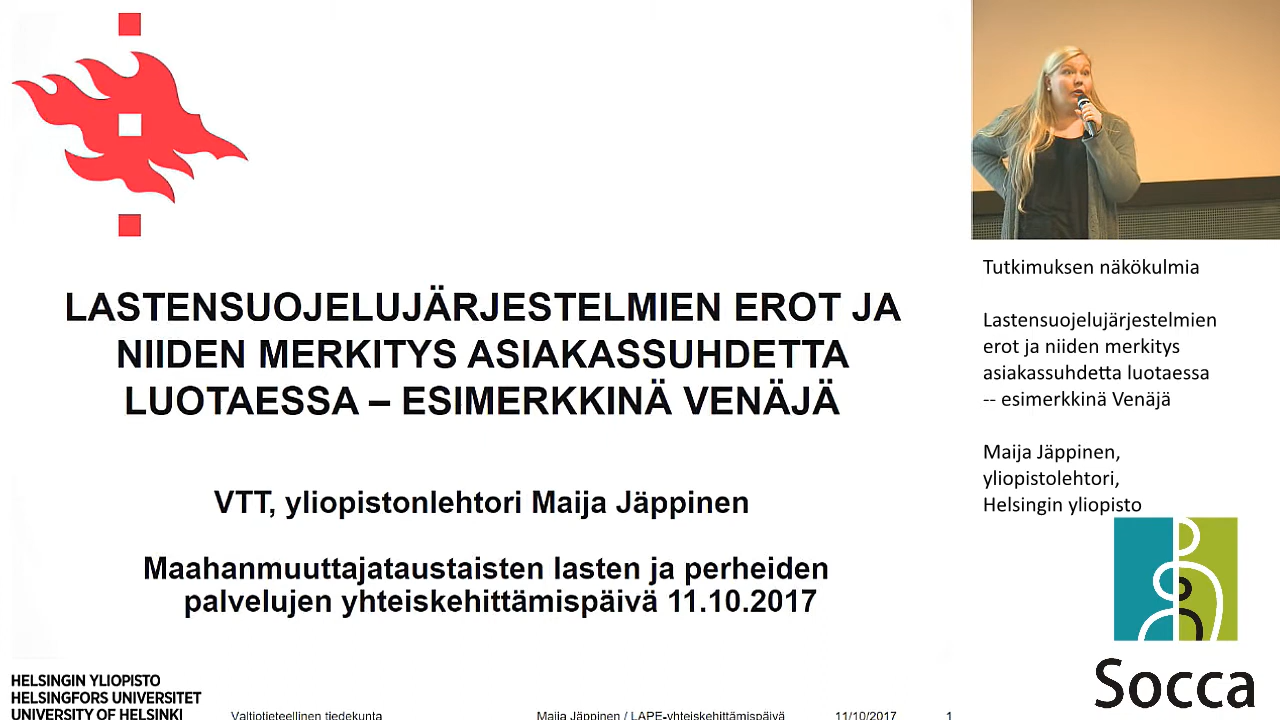 LASTENSUOJELUJÄRJESTELMIEN EROT JA
NIIDEN MERKITYS ASIAKASSUHDETTA
LUOTAESSA – ESIMERKKINÄ VENÄJÄ
VTT, yliopistonlehtori Maija Jäppinen
Maahanmuuttajataustaisten lasten ja perheiden
palvelujen yhteiskehittämispäivä 11.10.2017
HELSINGIN YLIOPISTO
HELSINGFORS UNIVERSITET
UNIVERSITY OF HELSINKI
Valtiotieteellinen tiedekunta
Maija Jäppinen / LAPE-yhteiskehittämispäivä
11/10/2017
1
Tutkimuksen näkökulmia
Lastensuojelujärjestelmien
erot ja niiden merkitys
asiakassuhdetta luotaessa
-- esimerkkinä Venäjä
Maija Jäppinen,
yliopistolehtori,
Helsingin yliopisto
Socca